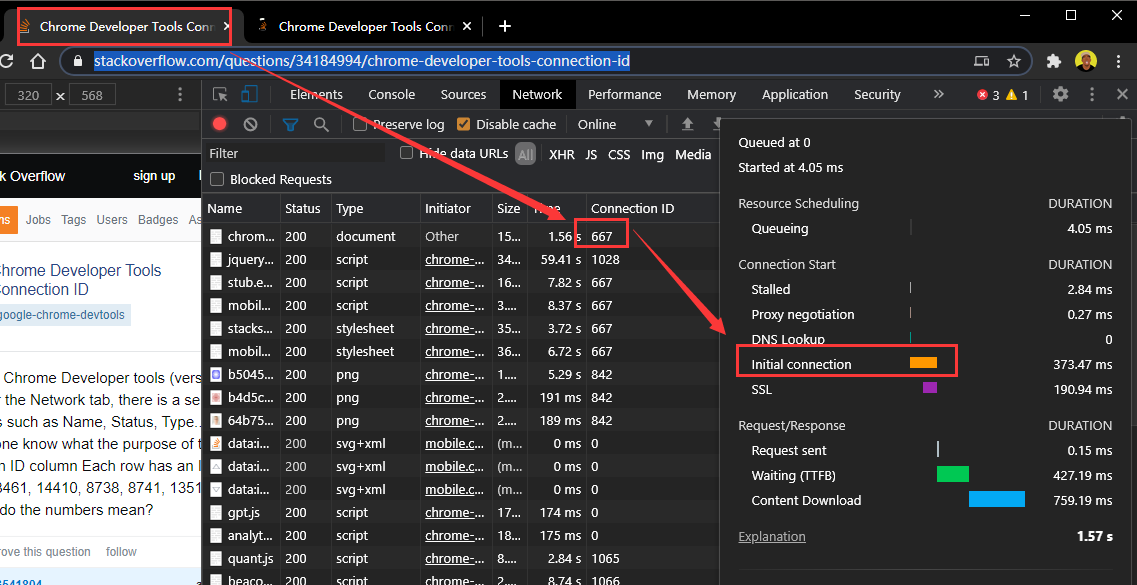 Chrome Developer Tools Conn
Chrome Developer Tools Conn
stackoverflow.com/questions/34184994/chrome-developer-tools-connection-id
320 x 568
Elements Console Sources Network Performance Memory Application Security » 3 1
Preserve log Disable cache Online
Filter Hide data URLs All XHR JS CSS Img Media
Blocked Requests
k Overflow sign up
ns Jobs Tags Users Badges As
Chrome Developer Tools
Connection ID
google-chrome-devtools
Chrome Developer tools (vers
the Network tab, there is a se
s such as Name, Status, Type..
one know what the purpose of t
n ID column Each row has an I
8461, 14410, 8738, 8741, 1351
do the numbers mean?
rove this question follow
8541804
Name Status Type Initiator Size Time Connection ID
chrom... 200 document Other 15... 1.56 s 667
jquery... 200 script chrome-... 34... 59.41 s 1028
stub.e... 200 script chrome-... 16... 7.82 s 667
mobil... 200 script chrome-... 3.... 8.37 s 667
stacks... 200 stylesheet chrome-... 35... 3.72 s 667
mobil... 200 stylesheet chrome-... 36... 6.72 s 667
b5045... 200 png chrome-... 1.... 5.29 s 842
b4d5c... 200 png chrome-... 2.... 191 ms 842
64b75... 200 png chrome-... 2.... 189 ms 842
data:i... 200 svg+xml mobile.c... (m... 0 ms 0
data:i... 200 svg+xml mobile.c... (m... 0 ms 0
data:i... 200 svg+xml mobile.c... (m... 0 ms 0
gpt.js 200 script chrome-... 17... 174 ms 0
analyt... 200 script chrome-... 18... 175 ms 0
quant.js 200 script chrome-... 8.... 2.84 s 1065
beaco... 200 script chrome-... 2.... 8.74 s 1066
Queued at 0
Started at 4.05 ms
Resource Scheduling DURATION
Queueing 4.05 ms
Connection Start DURATION
Stalled 2.84 ms
Proxy negotiation 0.27 ms
DNS Lookup 0
Initial connection 373.47 ms
SSL 190.94 ms
Request/Response DURATION
Request sent 0.15 ms
Waiting (TTFB) 427.19 ms
Content Download 759.19 ms
Explanation 1.57 s